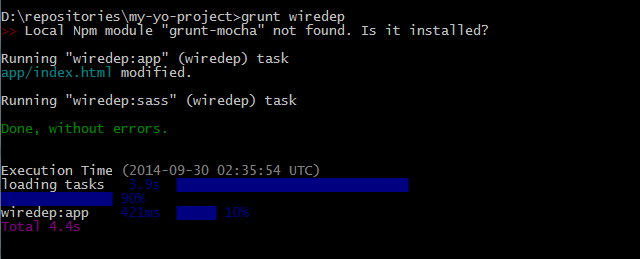 D:\repositories\my-yo-project>grunt wiredep
>> Local Npm module "grunt-mocha" not found. Is it installed?
Running "wiredep:app" (wiredep) task
app/index.html modified.
Running "wiredep:sass" (wiredep) task
Done, without errors.
Execution Time (2014-09-30 02:35:54 UTC)
loading tasks 3.9s
90%
wiredep:app 421ms 10%
Total 4.4s